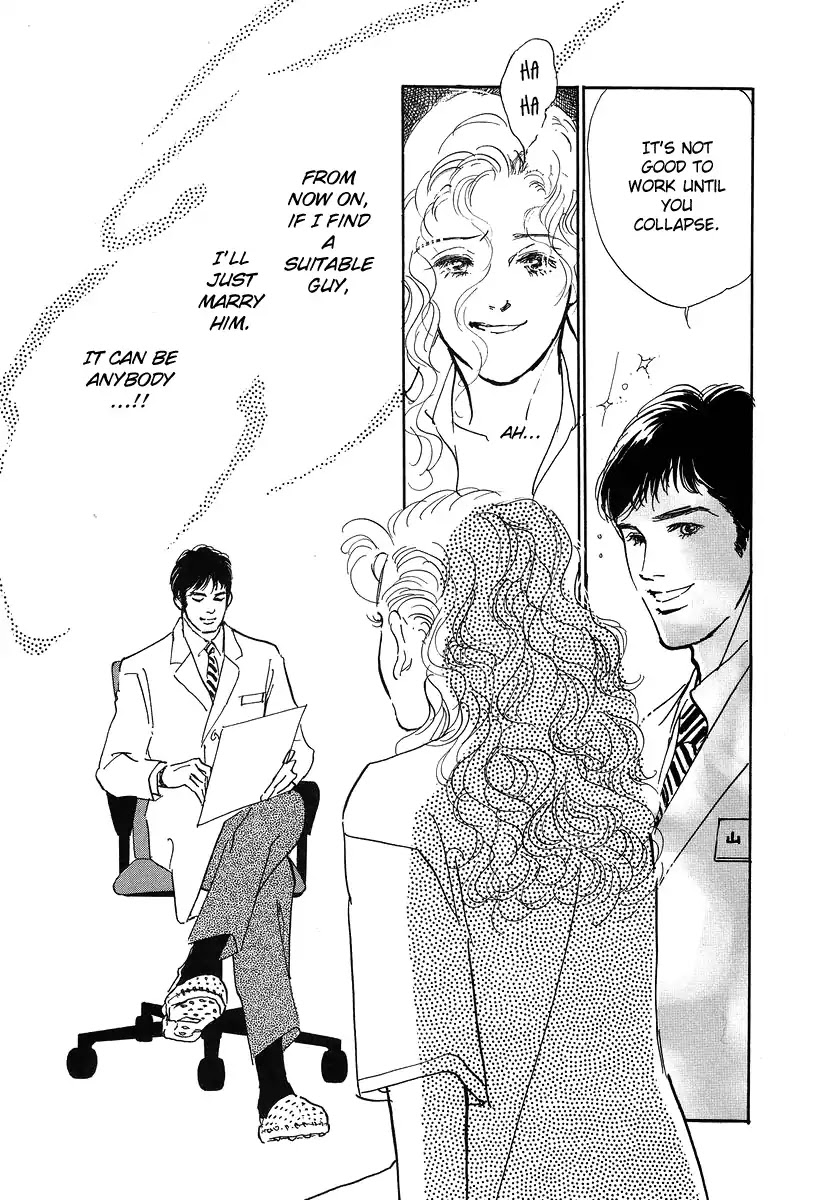 IT'S NOT
GOOD TO
WORK UNTIL
YOU
COLLAPSE.
HA
HA
AH...
FROM
NOW ON,
IF I FIND
A
SUITABLE
GUY,
I'LL
JUST
MARRY
HIM.
IT CAN BE
ANYBODY
...!!
山